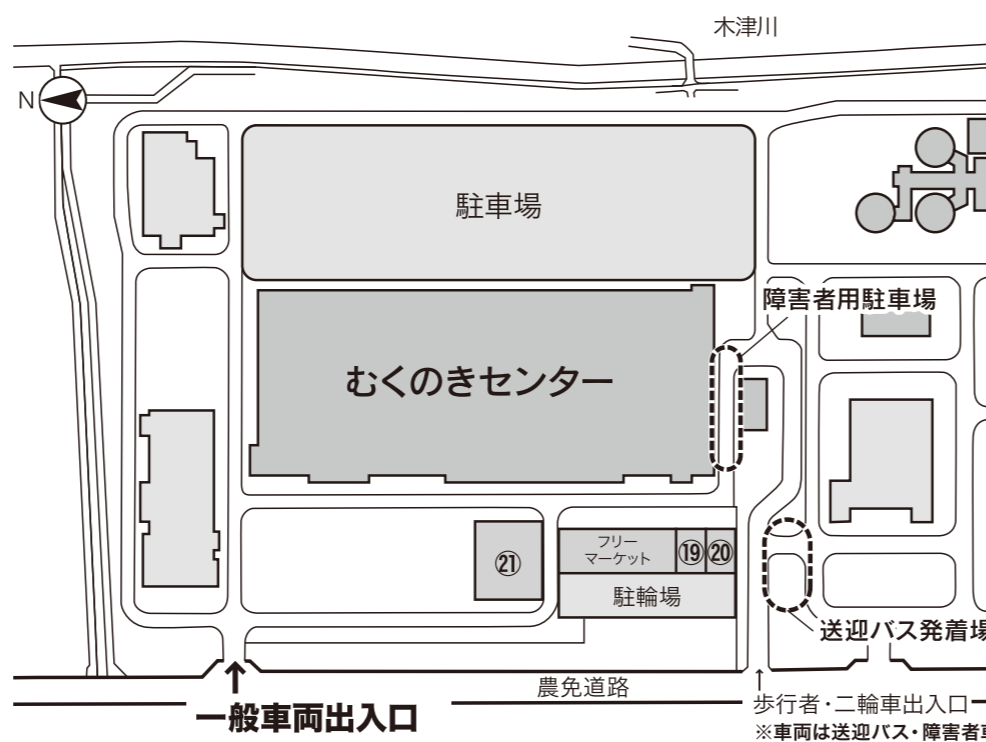 木津川
N
駐車場
障害者用駐車場
むくのきセンター
㉑
フリー
マーケット
⑲
⑳
駐輪場
送迎バス発着場
農免道路
一般車両出入口
歩行者・二輪車出入口
※車両は送迎バス・障害者車